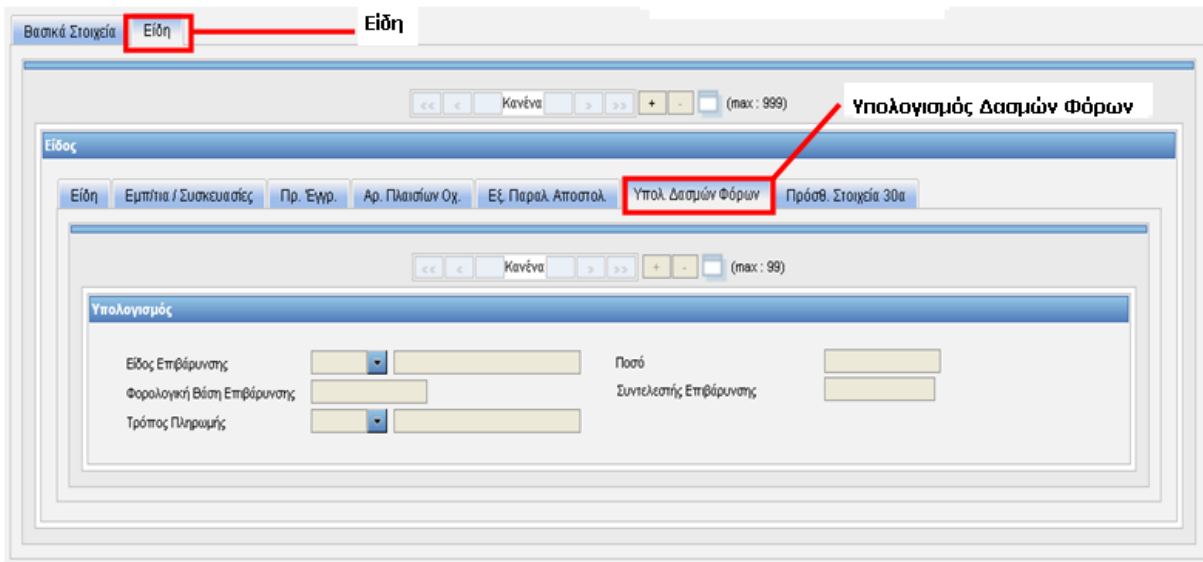 Βασικά Στοιχεία Είδη Είδη
<< < Κανένα > >> + - (max : 999)
Υπολογισμός Δασμών Φόρων
Είδος
Είδη Εμπ/τια / Συσκευασίες Πρ. Έγγρ. Αρ. Πλαισίων Οχ. Εξ. Παραλ. Αποστολ. Υπολ. Δασμών Φόρων Πρόσθ. Στοιχεία 30α
<< < Κανένα > >> + - (max : 99)
Υπολογισμός
Είδος Επιβάρυνσης Ποσό
Φορολογική Βάση Επιβάρυνσης Συντελεστής Επιβάρυνσης
Τρόπος Πληρωμής